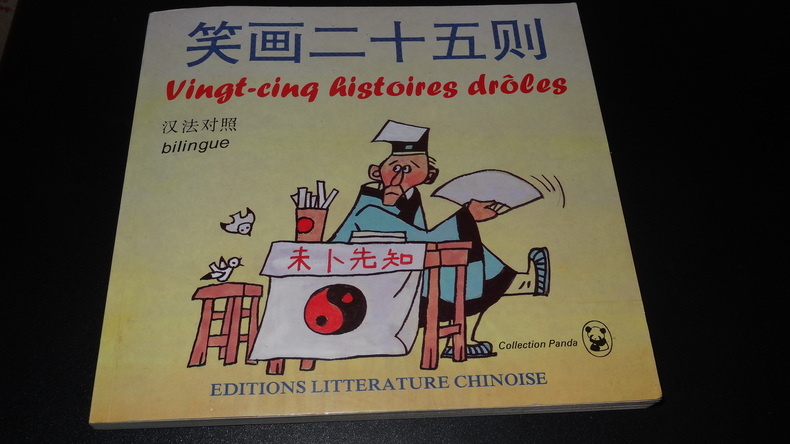 笑画二十五则
Vingt-cinq histoires drôles
汉法对照
bilingue
未卜先知
Collection Panda
EDITIONS LITTERATURE CHINOISE